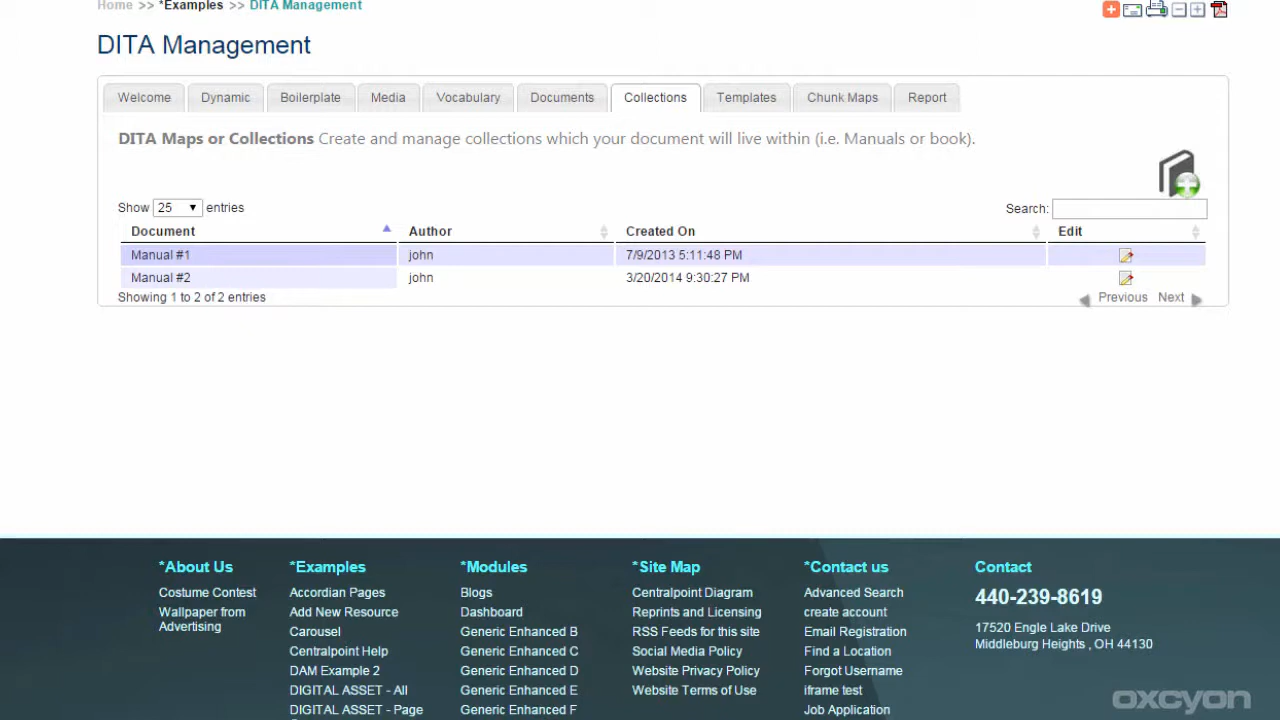 Home >> *Examples >> DITA Management
DITA Management
Welcome Dynamic Boilerplate Media Vocabulary Documents Collections Templates Chunk Maps Report
DITA Maps or Collections Create and manage collections which your document will live within (i.e. Manuals or book).
Show 25 entries Search:
Document Author Created On Edit
Manual #1 john 7/9/2013 5:11:48 PM
Manual #2 john 3/20/2014 9:30:27 PM
Showing 1 to 2 of 2 entries Previous Next
*About Us
Costume Contest
Wallpaper from
Advertising
*Examples
Accordian Pages
Add New Resource
Carousel
Centralpoint Help
DAM Example 2
DIGITAL ASSET - All
DIGITAL ASSET - Page
*Modules
Blogs
Dashboard
Generic Enhanced B
Generic Enhanced C
Generic Enhanced D
Generic Enhanced E
Generic Enhanced F
*Site Map
Centralpoint Diagram
Reprints and Licensing
RSS Feeds for this site
Social Media Policy
Website Privacy Policy
Website Terms of Use
*Contact us
Advanced Search
create account
Email Registration
Find a Location
Forgot Username
iframe test
Job Application
Contact
440-239-8619
17520 Engle Lake Drive
Middleburg Heights , OH 44130
oxcyon